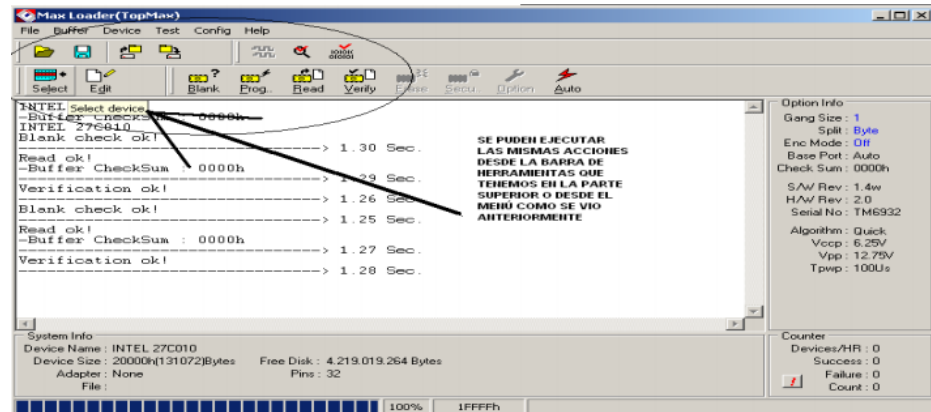 Max Loader(TopMax)
File Buffer Device Test Config Help
Select Edit Blank Prog.. Read Verify Erase Secu.. Option Auto
Select device
INTEL
-Buffer CheckSum : 0000h
INTEL 27C010
Blank check ok!
--------------------------------> 1.30 Sec.
Read ok!
-Buffer CheckSum : 0000h
--------------------------------> 1.29 Sec.
Verification ok!
--------------------------------> 1.26 Sec.
Blank check ok!
--------------------------------> 1.25 Sec.
Read ok!
-Buffer CheckSum : 0000h
--------------------------------> 1.27 Sec.
Verification ok!
--------------------------------> 1.28 Sec.
SE PUDEN EJECUTAR
LAS MISMAS ACCIONES
DESDE LA BARRA DE
HERRAMIENTAS QUE
TENEMOS EN LA PARTE
SUPERIOR O DESDE EL
MENÚ COMO SE VIO
ANTERIORMENTE
Option Info
Gang Size : 1
Split : Byte
Enc Mode : Off
Base Port : Auto
Check Sum : 0000h
S/W Rev : 1.4w
H/W Rev : 2.0
Serial No : TM6932
Algorithm : Quick
Vccp : 6.25V
Vpp : 12.75V
Tpwp : 100Us
System Info
Device Name : INTEL 27C010
Device Size : 20000h(131072)Bytes Free Disk : 4.219.019.264 Bytes
Adapter : None Pins : 32
File :
Counter
Devices/HR : 0
Success : 0
Failure : 0
Count : 0
100% 1FFFFh